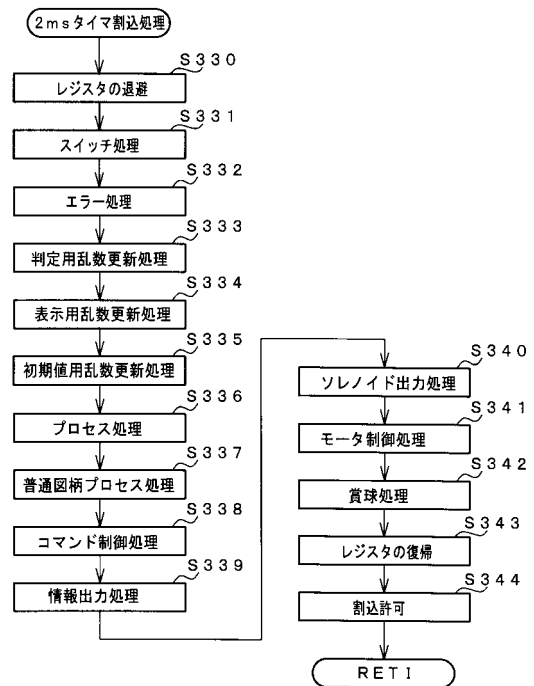 2msタイマ割込処理
S330
レジスタの退避
S331
スイッチ処理
S332
エラー処理
S333
判定用乱数更新処理
S334
表示用乱数更新処理
S335
初期値用乱数更新処理
S336
プロセス処理
S337
普通図柄プロセス処理
S338
コマンド制御処理
S339
情報出力処理
S340
ソレノイド出力処理
S341
モータ制御処理
S342
賞球処理
S343
レジスタの復帰
S344
割込許可
RETI